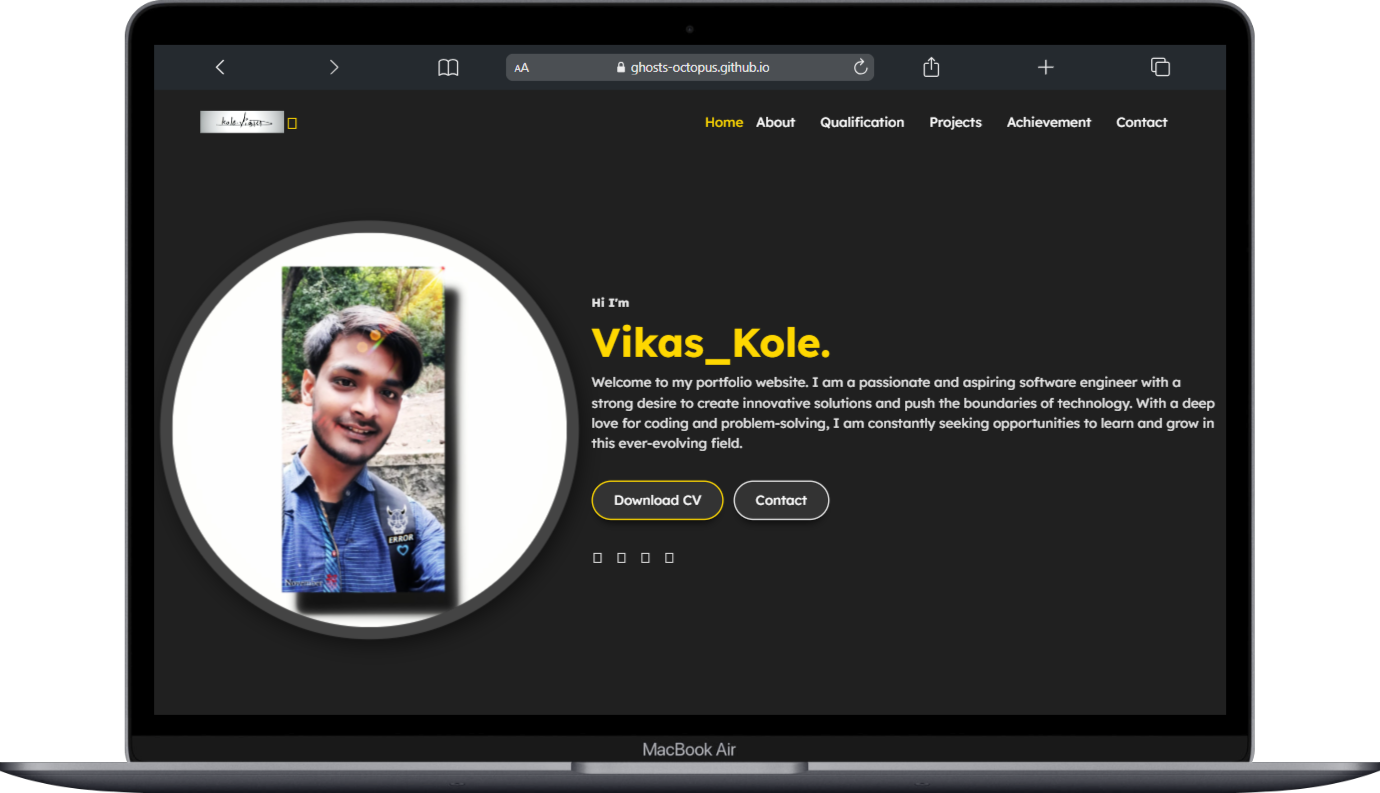 AA ghosts-octopus.github.io
Kole Vikas
Home About Qualification Projects Achievement Contact
Hi I'm
Vikas_Kole.
Welcome to my portfolio website. I am a passionate and aspiring software engineer with a
strong desire to create innovative solutions and push the boundaries of technology. With a deep
love for coding and problem-solving, I am constantly seeking opportunities to learn and grow in
this ever-evolving field.
Download CV Contact
ERROR
November
MacBook Air